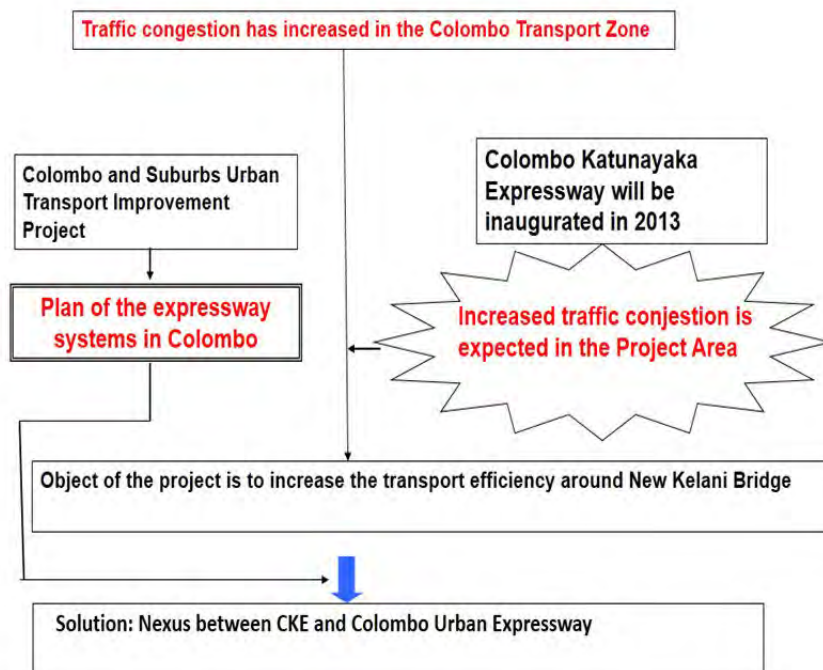 Traffic congestion has increased in the Colombo Transport Zone
Colombo and Suburbs Urban
Transport Improvement
Project
Colombo Katunayaka
Expressway will be
inaugurated in 2013
Plan of the expressway
systems in Colombo
Increased traffic conjestion is
expected in the Project Area
Object of the project is to increase the transport efficiency around New Kelani Bridge
Solution: Nexus between CKE and Colombo Urban Expressway